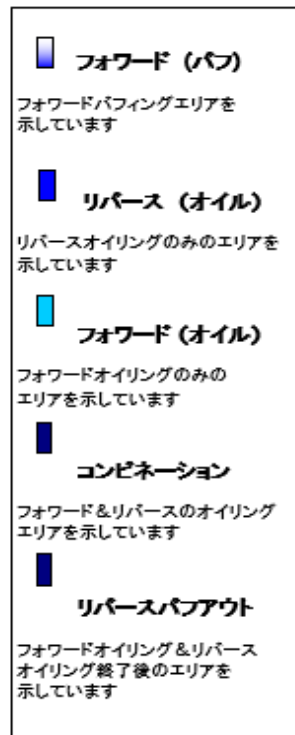 フォワード (パフ)
フォワードバフィングエリアを
示しています
リバース (オイル)
リバースオイリングのみのエリアを
示しています
フォワード (オイル)
フォワードオイリングのみの
エリアを示しています
コンビネーション
フォワード&リバースのオイリング
エリアを示しています
リバースバフアウト
フォワードオイリング&リバース
オイリング終了後のエリアを
示しています